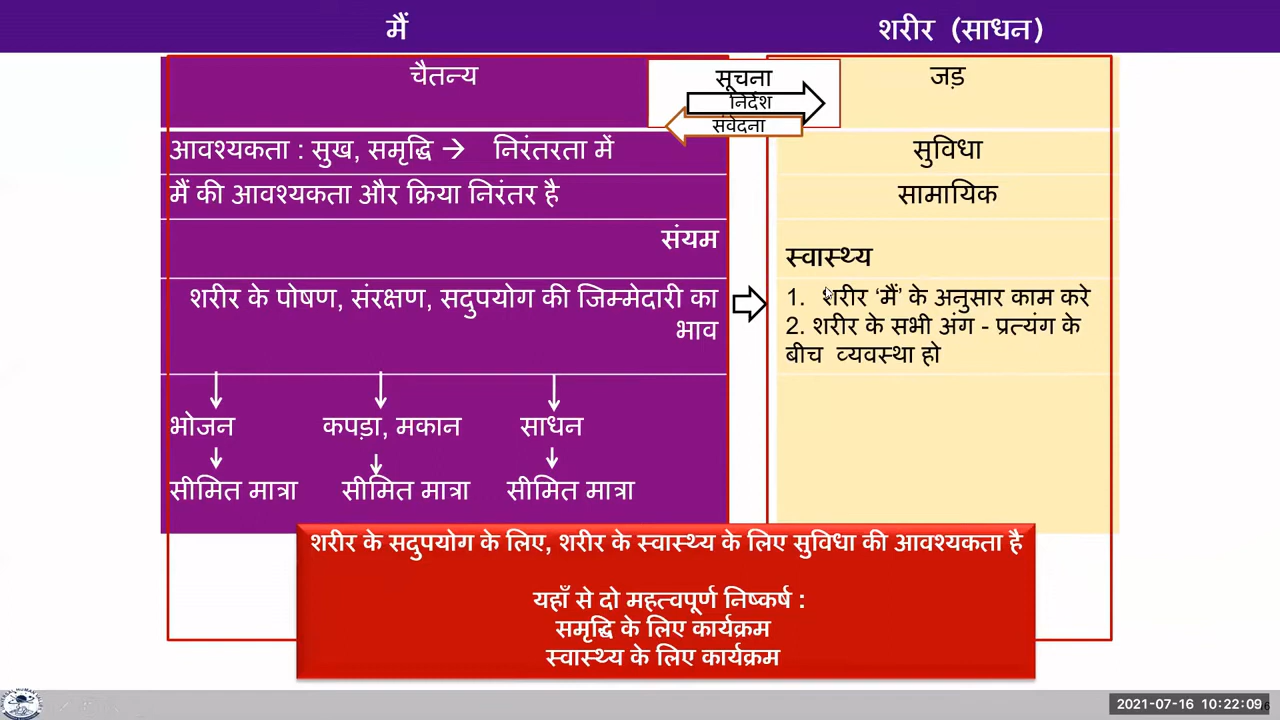 मैं
शरीर (साधन)
चैतन्य
सूचना
निर्देश
संवेदना
जड़
आवश्यकता : सुख, समृद्धि → निरंतरता में
सुविधा
मैं की आवश्यकता और क्रिया निरंतर है
सामायिक
संयम
स्वास्थ्य
शरीर के पोषण, संरक्षण, सदुपयोग की जिम्मेदारी का
भाव
1. शरीर ‘मैं’ के अनुसार काम करे
2. शरीर के सभी अंग - प्रत्यंग के
बीच व्यवस्था हो
भोजन कपड़ा, मकान साधन
सीमित मात्रा सीमित मात्रा सीमित मात्रा
शरीर के सदुपयोग के लिए, शरीर के स्वास्थ्य के लिए सुविधा की आवश्यकता है
यहाँ से दो महत्वपूर्ण निष्कर्ष :
समृद्धि के लिए कार्यक्रम
स्वास्थ्य के लिए कार्यक्रम
2021-07-16 10:22:09